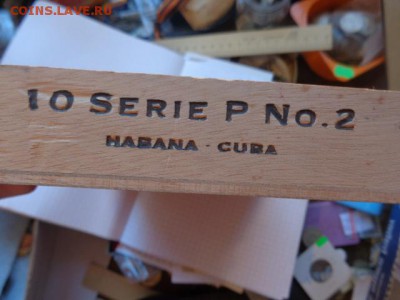 COINS.LAVE.RU
10 SERIE P NO. 2
HABANA · CUBA